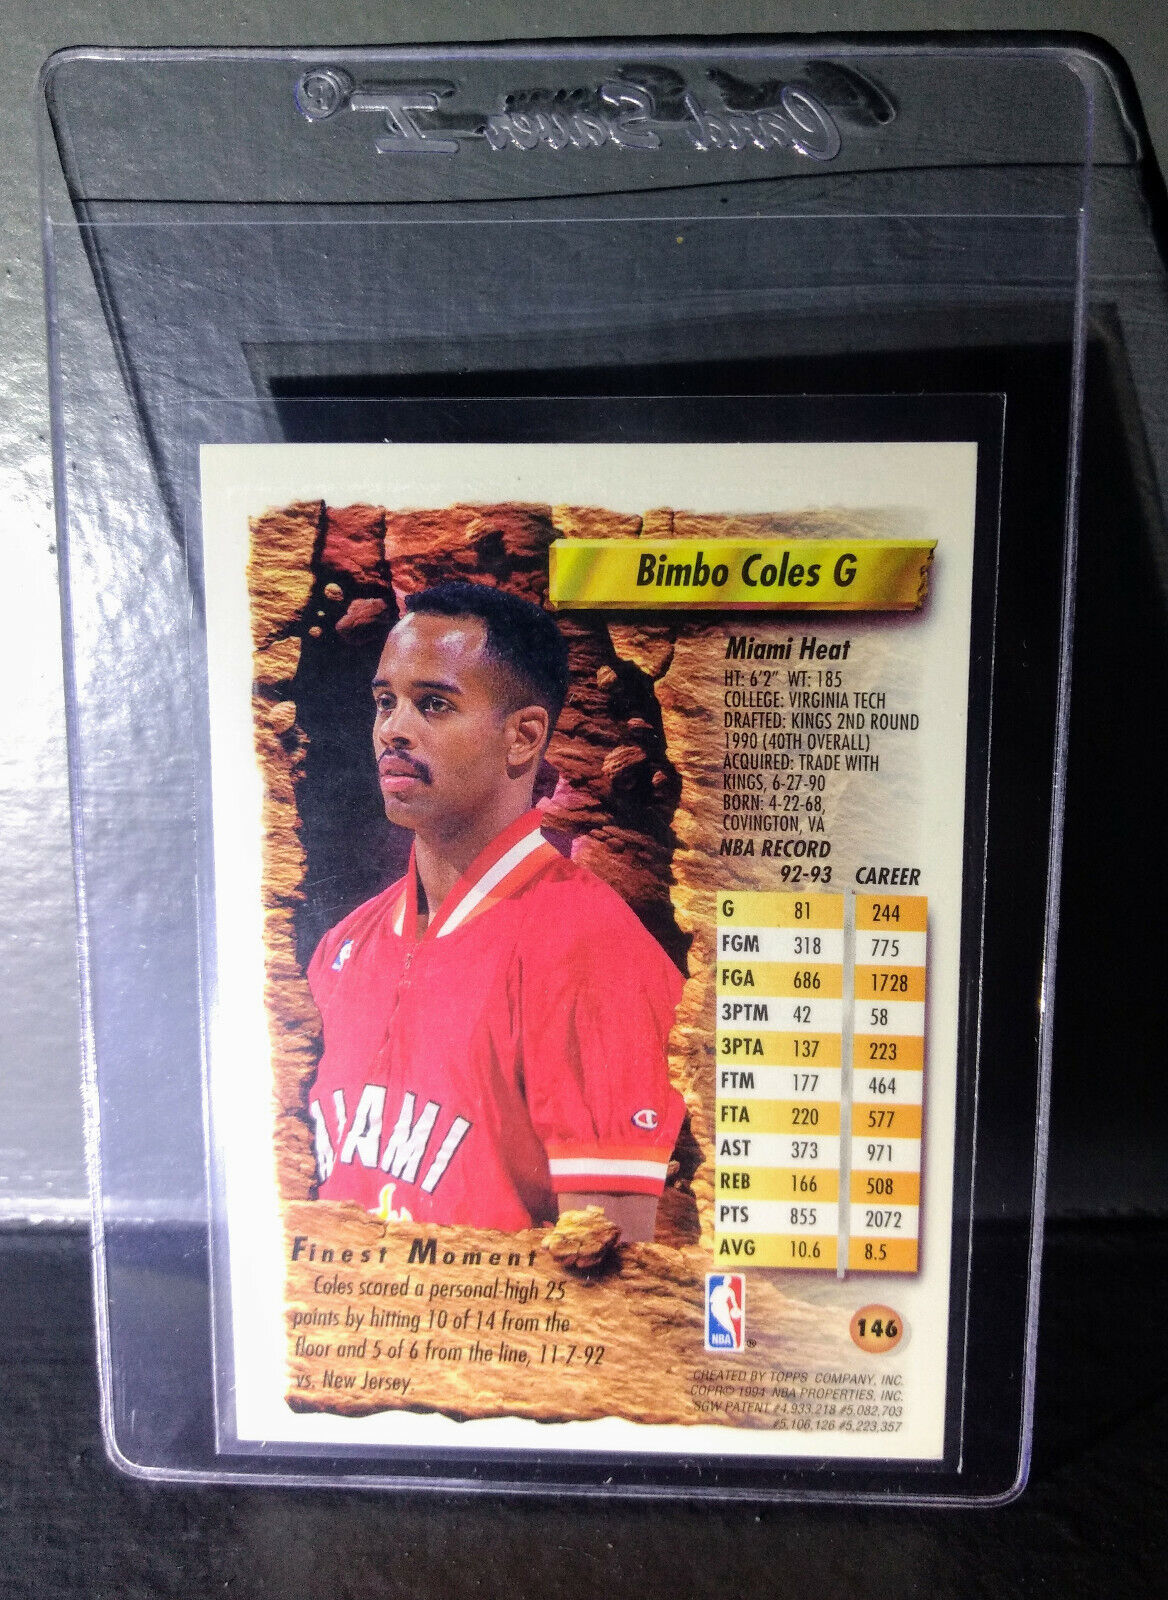 Card Saver I®
Bimbo Coles G
Miami Heat
HT: 6'2" WT: 185
COLLEGE: VIRGINIA TECH
DRAFTED: KINGS 2ND ROUND
1990 (40TH OVERALL)
ACQUIRED: TRADE WITH
KINGS, 6-27-90
BORN: 4-22-68,
COVINGTON, VA
NBA RECORD
92-93 CAREER
G 81 244
FGM 318 775
FGA 686 1728
3PTM 42 58
3PTA 137 223
FTM 177 464
FTA 220 577
AST 373 971
REB 166 508
PTS 855 2072
AVG 10.6 8.5
MIAMI
Finest Moment
Coles scored a personal-high 25
points by hitting 10 of 14 from the
floor and 5 of 6 from the line, 11-7-92
vs. New Jersey.
NBA ®
146
CREATED BY TOPPS COMPANY, INC.
COPR© 1994 NBA PROPERTIES, INC.
SGW PATENT #4,933,218 #5,082,703
#5,106,126 #5,223,357